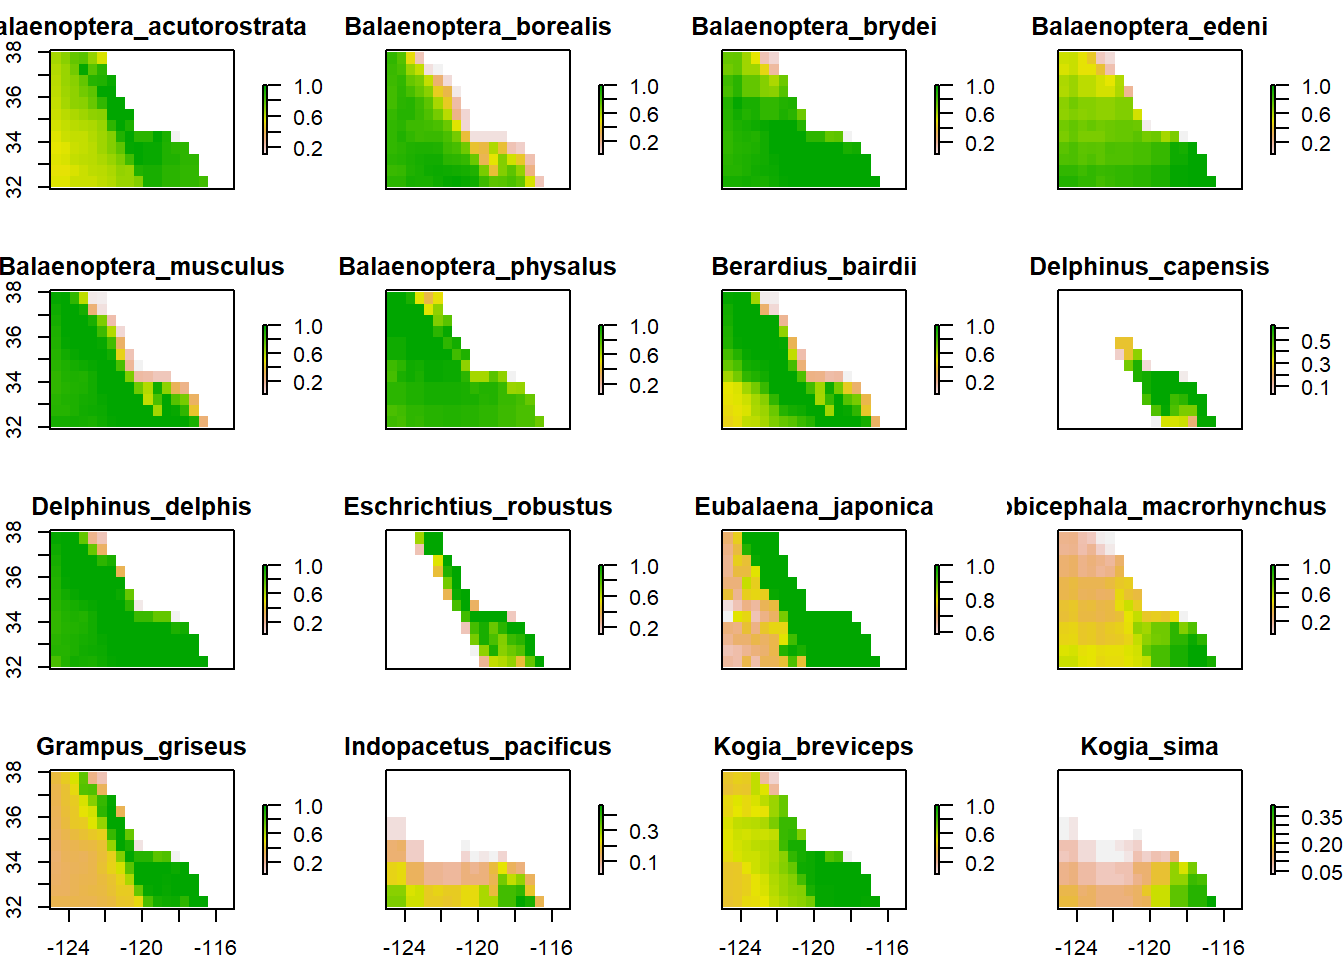 alaenoptera_acutorostrata Balaenoptera_borealis Balaenoptera_brydei Balaenoptera_edeni
38 36 34 32 1.0 0.6 0.2 1.0 0.6 0.2 1.0 0.6 0.2 1.0 0.6 0.2
Balaenoptera_musculus Balaenoptera_physalus Berardius_bairdii Delphinus_capensis
38 36 34 32 1.0 0.6 0.2 1.0 0.6 0.2 1.0 0.6 0.2 0.5 0.3 0.1
Delphinus_delphis Eschrichtius_robustus Eubalaena_japonica obicephala_macrorhynchus
38 36 34 32 1.0 0.6 0.2 1.0 0.6 0.2 1.0 0.8 0.6 1.0 0.6 0.2
Grampus_griseus Indopacetus_pacificus Kogia_breviceps Kogia_sima
38 36 34 32 1.0 0.6 0.2 0.3 0.1 1.0 0.6 0.2 0.35 0.20 0.05
-124 -120 -116 -124 -120 -116 -124 -120 -116 -124 -120 -116